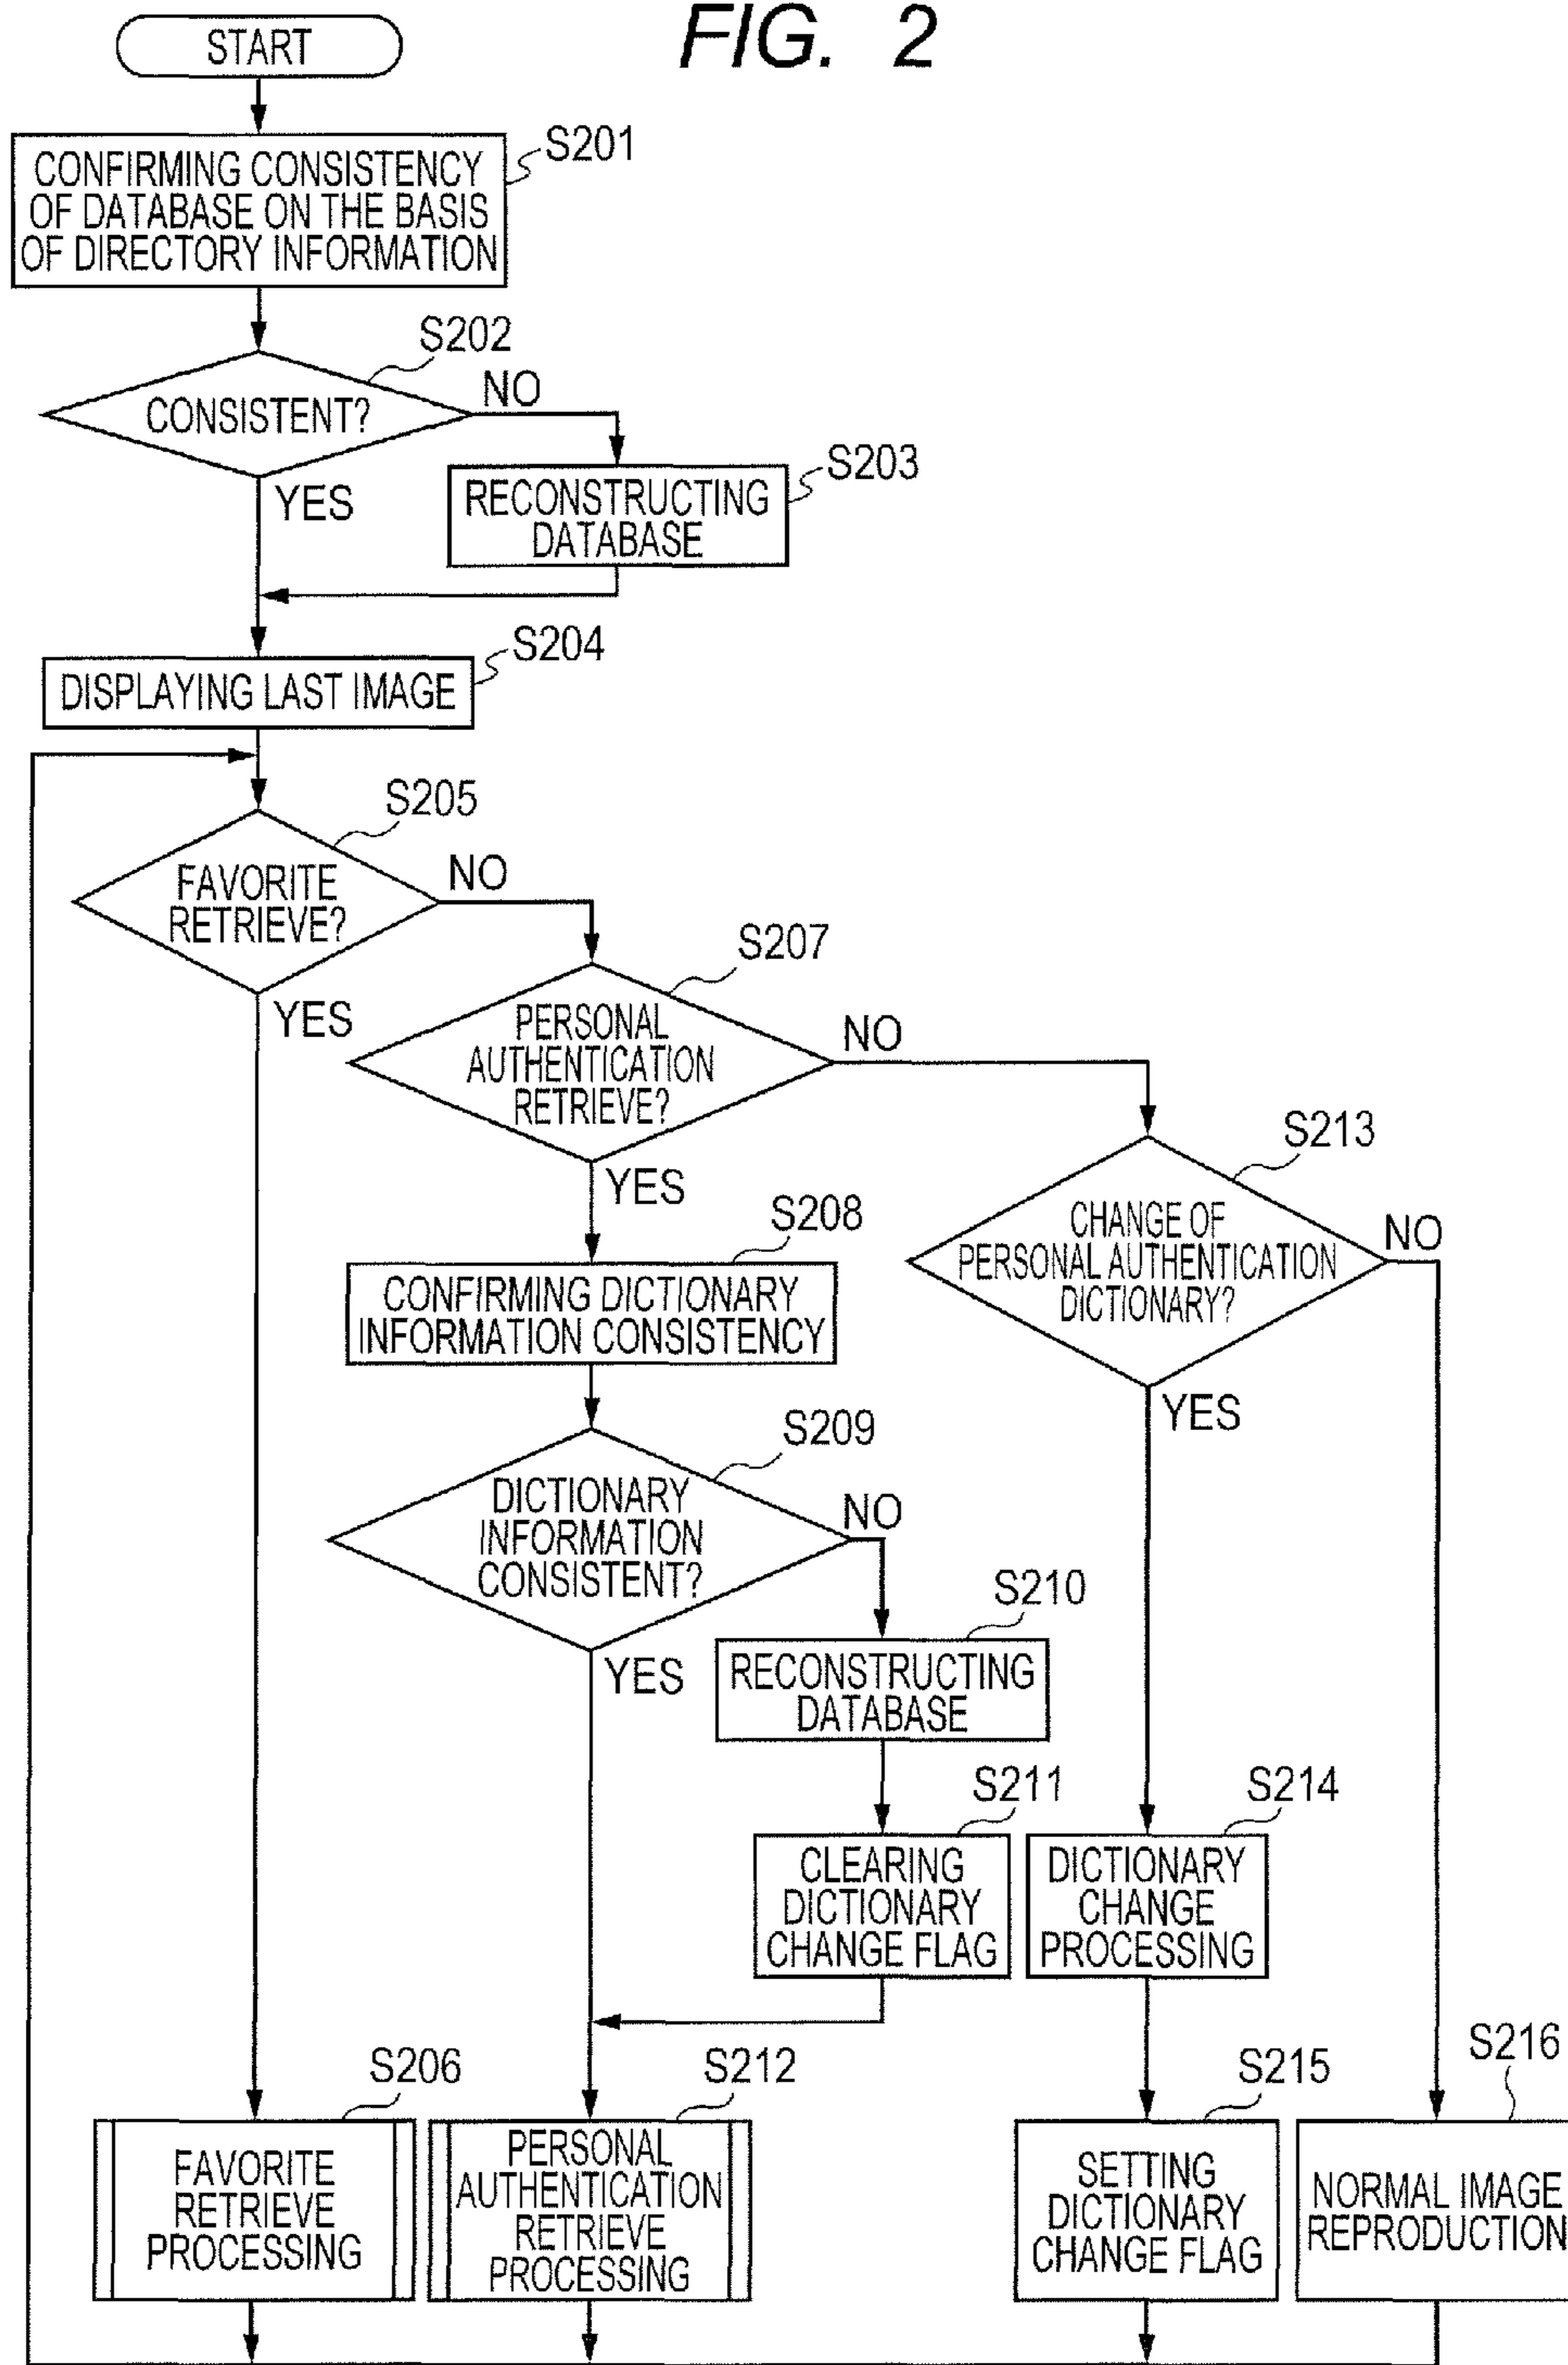 FIG. 2
START
S201
CONFIRMING CONSISTENCY
OF DATABASE ON THE BASIS
OF DIRECTORY INFORMATION
S202
CONSISTENT?
NO
YES
S203
RECONSTRUCTING
DATABASE
S204
DISPLAYING LAST IMAGE
S205
FAVORITE
RETRIEVE?
NO
YES
S207
PERSONAL
AUTHENTICATION
RETRIEVE?
NO
YES
S213
CHANGE OF
PERSONAL AUTHENTICATION
DICTIONARY?
NO
YES
S208
CONFIRMING DICTIONARY
INFORMATION CONSISTENCY
S209
DICTIONARY
INFORMATION
CONSISTENT?
NO
YES
S210
RECONSTRUCTING
DATABASE
S211
CLEARING
DICTIONARY
CHANGE FLAG
S214
DICTIONARY
CHANGE
PROCESSING
S206
FAVORITE
RETRIEVE
PROCESSING
S212
PERSONAL
AUTHENTICATION
RETRIEVE
PROCESSING
S215
SETTING
DICTIONARY
CHANGE FLAG
S216
NORMAL IMAGE
REPRODUCTION